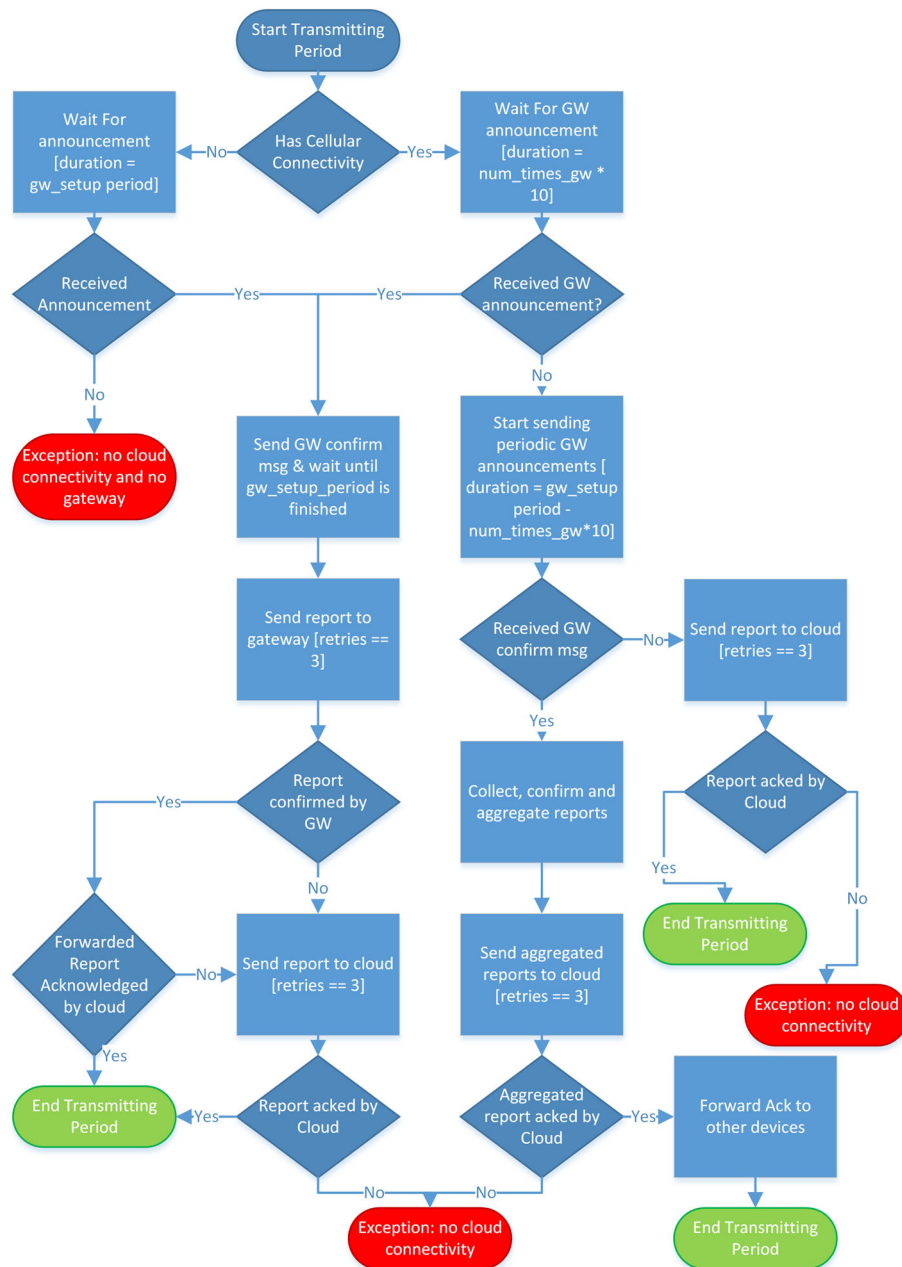 Start Transmitting
Period
Wait For
announcement
[duration =
gw_setup period]
No
Has Cellular
Connectivity
Yes
Wait For GW
announcement
[duration =
num_times_gw *
10]
Received
Announcement
Yes
Yes
Received GW
announcement?
No
No
Exception: no cloud
connectivity and no
gateway
Send GW confirm
msg & wait until
gw_setup_period is
finished
Start sending
periodic GW
announcements [
duration = gw_setup
period -
num_times_gw*10]
Send report to
gateway [retries ==
3]
Received GW
confirm msg
No
Send report to cloud
[retries == 3]
Yes
Report
confirmed by
GW
Yes
Collect, confirm and
aggregate reports
Report acked by
Cloud
Yes
No
No
End Transmitting
Period
Forwarded
Report
Acknowledged
by cloud
No
Send report to cloud
[retries == 3]
Send aggregated
reports to cloud
[retries == 3]
Exception: no cloud
connectivity
Yes
End Transmitting
Period
Yes
Report acked by
Cloud
Aggregated
report acked by
Cloud
Yes
Forward Ack to
other devices
No
No
Exception: no cloud
connectivity
End Transmitting
Period